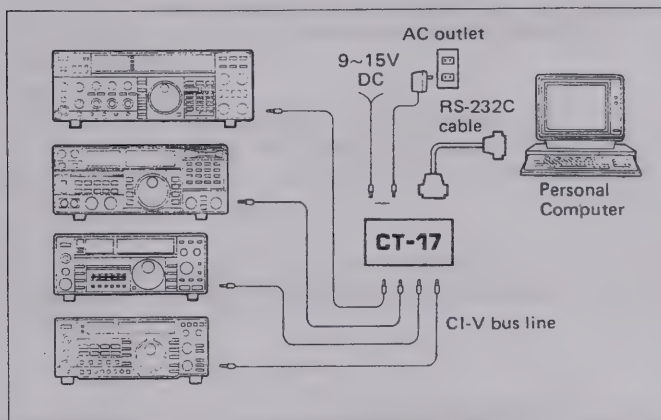 AC outlet
9~15V
DC
RS-232C
cable
Personal
Computer
CT-17
CI-V bus line